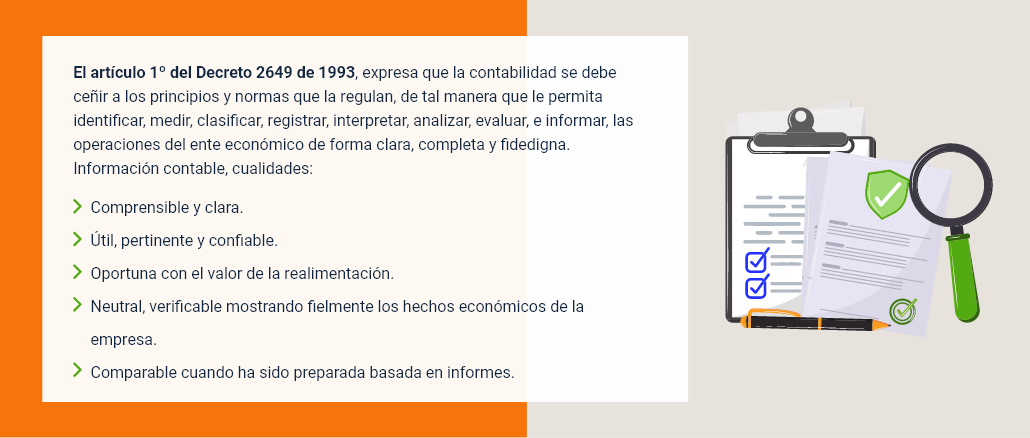 El artículo 1º del Decreto 2649 de 1993, expresa que la contabilidad se debe
ceñir a los principios y normas que la regulan, de tal manera que le permita
identificar, medir, clasificar, registrar, interpretar, analizar, evaluar, e informar, las
operaciones del ente económico de forma clara, completa y fidedigna.
Información contable, cualidades:
Comprensible y clara.
Útil, pertinente y confiable.
Oportuna con el valor de la realimentación.
Neutral, verificable mostrando fielmente los hechos económicos de la
empresa.
Comparable cuando ha sido preparada basada en informes.